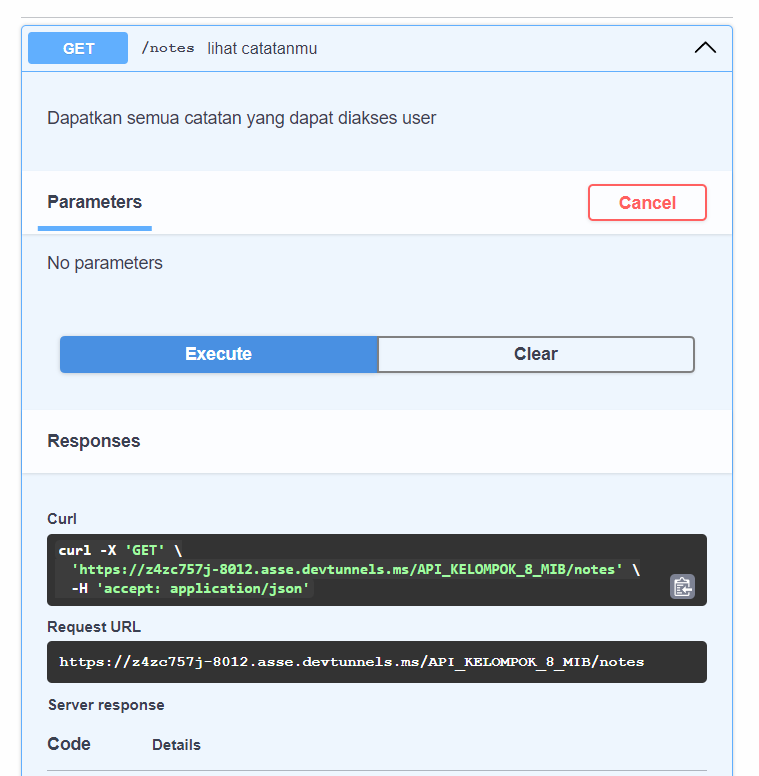 GET /notes lihat catatanmu
Dapatkan semua catatan yang dapat diakses user
Parameters Cancel
No parameters
Execute Clear
Responses
Curl
curl -X 'GET' \
'https://z4zc757j-8012.asse.devtunnels.ms/API_KELOMPOK_8_MIB/notes' \
-H 'accept: application/json'
Request URL
https://z4zc757j-8012.asse.devtunnels.ms/API_KELOMPOK_8_MIB/notes
Server response
Code Details